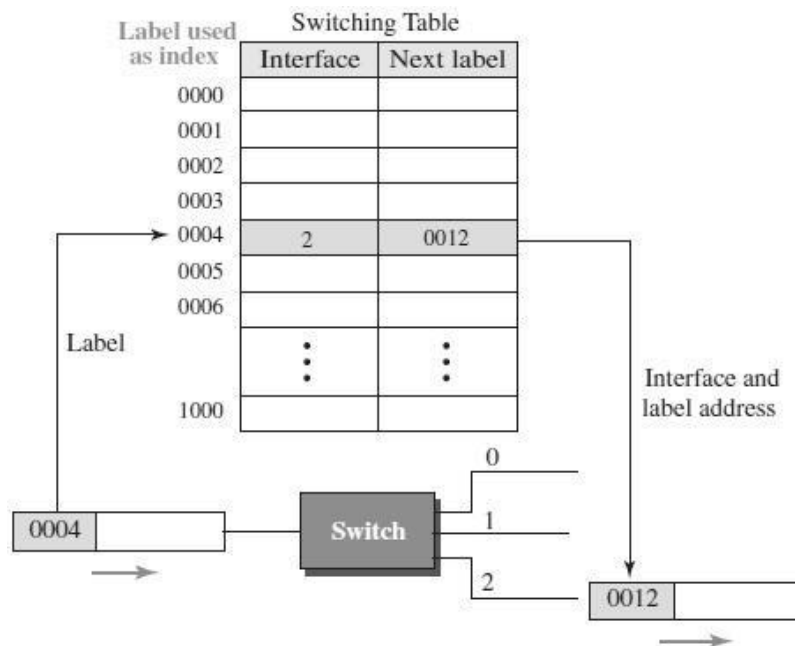 Label used
as index
Switching Table
Interface Next label
0000
0001
0002
0003
0004 2 0012
0005
0006
1000
Label
Interface and
label address
0004
Switch
0
1
2
0012